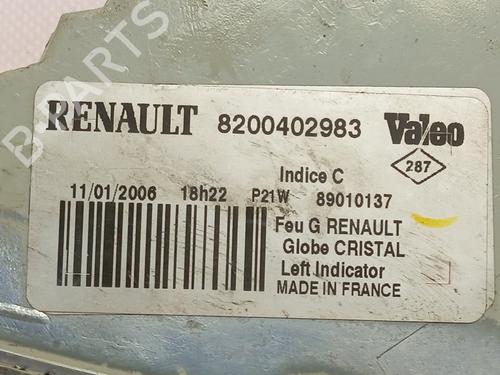 B-PARTS
RENAULT 8200402983 Valeo
287
Indice C
11/01/2006 18h22 P21W 89010137
Feu G RENAULT
Globe CRISTAL
Left Indicator
MADE IN FRANCE